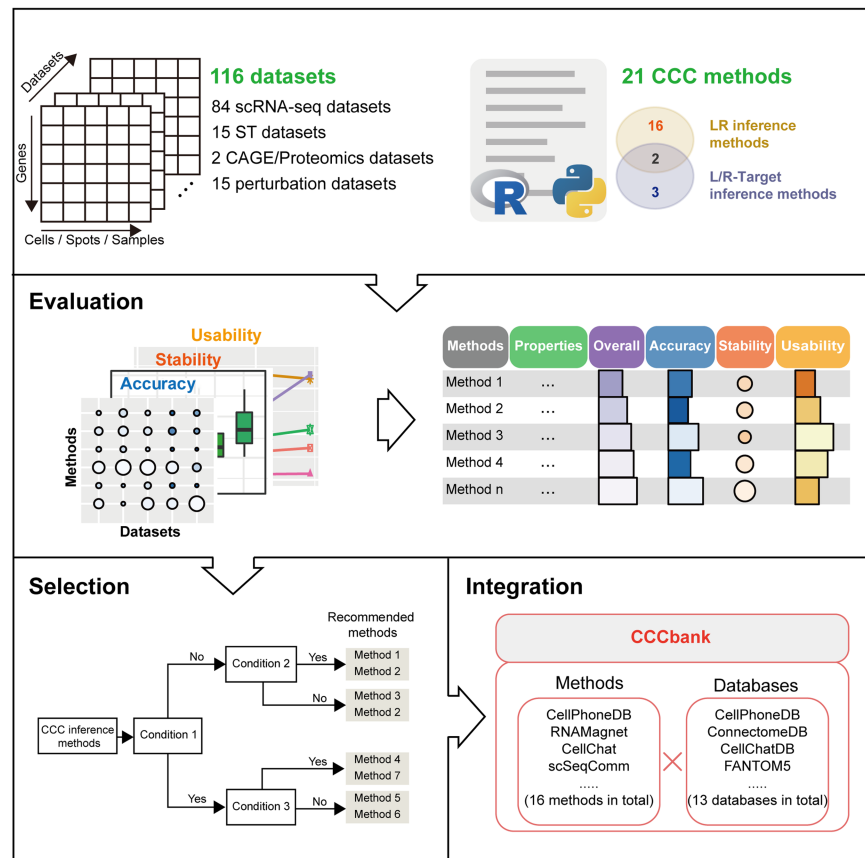 Datasets
Genes
Cells / Spots / Samples
116 datasets
84 scRNA-seq datasets
15 ST datasets
2 CAGE/Proteomics datasets
15 perturbation datasets
R
21 CCC methods
16
2
3
LR inference
methods
L/R-Target
inference methods
Evaluation
Usability
Stability
Accuracy
Methods
Datasets
Methods Properties Overall Accuracy Stability Usability
Method 1 ...
Method 2 ...
Method 3 ...
Method 4 ...
Method n ...
Selection
Recommended
methods
CCC inference
methods
Condition 1
No
Condition 2
Yes
Method 1
Method 2
No
Method 3
Method 2
Yes
Condition 3
Yes
Method 4
Method 7
No
Method 5
Method 6
Integration
CCCbank
Methods
CellPhoneDB
RNAMagnet
CellChat
scSeqComm
.....
(16 methods in total)
Databases
CellPhoneDB
ConnectomeDB
CellChatDB
FANTOM5
.....
(13 databases in total)